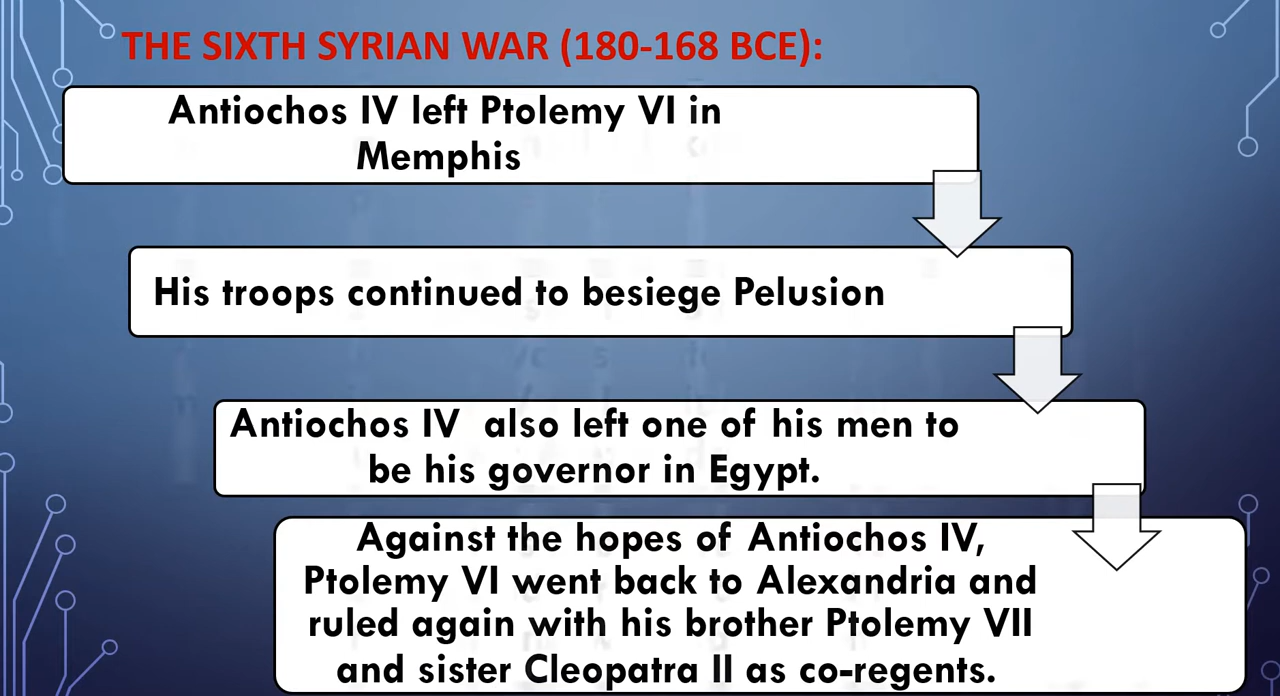 THE SIXTH SYRIAN WAR (180-168 BCE):
Antiochos IV left Ptolemy VI in
Memphis
His troops continued to besiege Pelusion
Antiochos IV also left one of his men to
be his governor in Egypt.
Against the hopes of Antiochos IV,
Ptolemy VI went back to Alexandria and
ruled again with his brother Ptolemy VII
and sister Cleopatra II as co-regents.